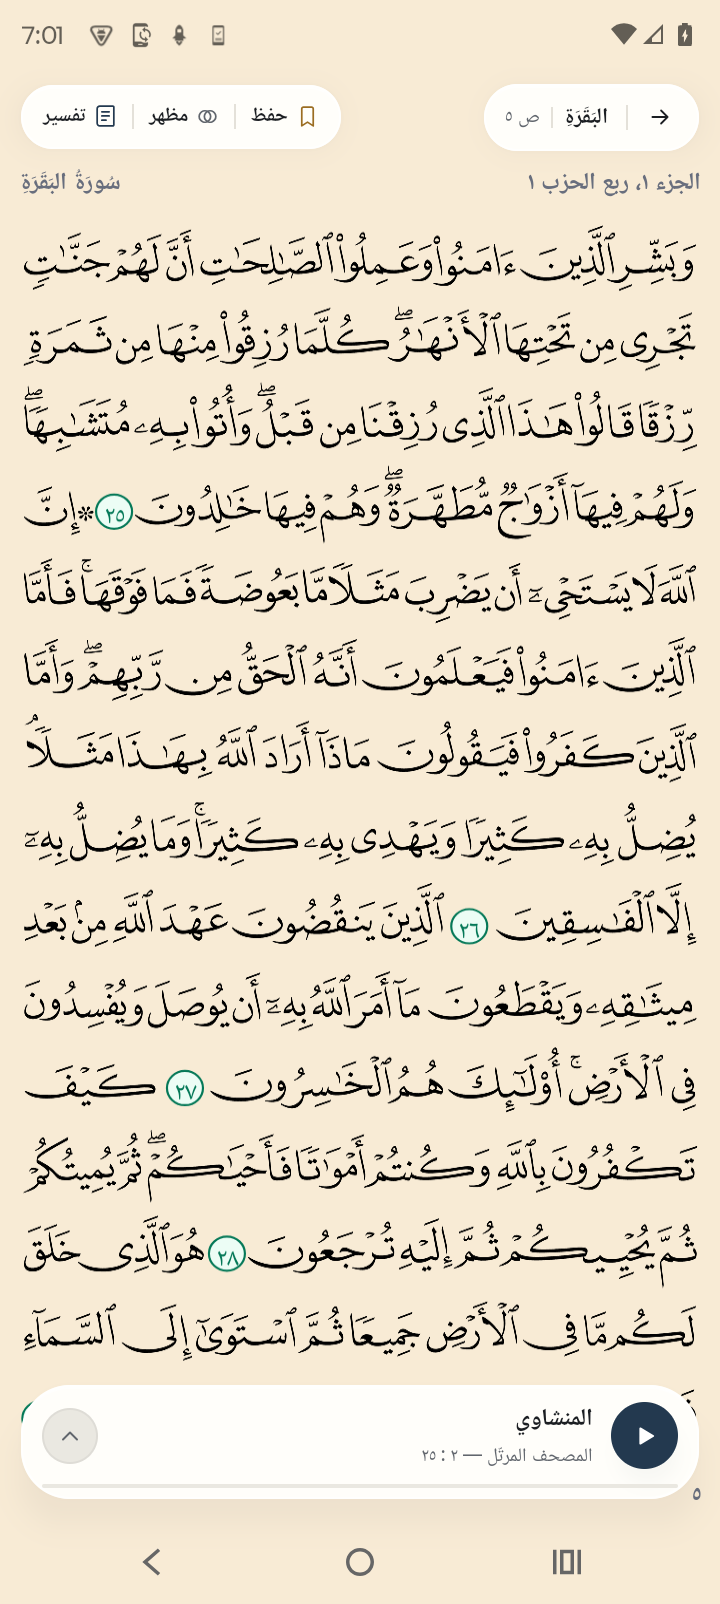 7:01
البَقَرَةِ ص ٥
حفظ مظهر تفسير
الجزء ١، ربع الحزب ١
سُورَةُ البَقَرَةِ
وَبَشِّرِ ٱلَّذِينَ ءَامَنُوا۟ وَعَمِلُوا۟ ٱلصَّـٰلِحَـٰتِ أَنَّ لَهُمْ جَنَّـٰتٍۢ
تَجْرِى مِن تَحْتِهَا ٱلْأَنْهَـٰرُ ۖ كُلَّمَا رُزِقُوا۟ مِنْهَا مِن ثَمَرَةٍۢ
رِّزْقًۭا قَالُوا۟ هَـٰذَا ٱلَّذِى رُزِقْنَا مِن قَبْلُ ۖ وَأُتُوا۟ بِهِۦ مُتَشَـٰبِهًۭا ۖ
وَلَهُمْ فِيهَآ أَزْوَٰجٌۭ مُّطَهَّرَةٌۭ ۖ وَهُمْ فِيهَا خَـٰلِدُونَ ٢٥ ۞ إِنَّ
ٱللَّهَ لَا يَسْتَحْىِۦٓ أَن يَضْرِبَ مَثَلًۭا مَّا بَعُوضَةًۭ فَمَا فَوْقَهَا ۚ فَأَمَّا
ٱلَّذِينَ ءَامَنُوا۟ فَيَعْلَمُونَ أَنَّهُ ٱلْحَقُّ مِن رَّبِّهِمْ ۖ وَأَمَّا
ٱلَّذِينَ كَفَرُوا۟ فَيَقُولُونَ مَاذَآ أَرَادَ ٱللَّهُ بِهَـٰذَا مَثَلًۭا ۘ
يُضِلُّ بِهِۦ كَثِيرًۭا وَيَهْدِى بِهِۦ كَثِيرًۭا ۚ وَمَا يُضِلُّ بِهِۦٓ
إِلَّا ٱلْفَـٰسِقِينَ ٢٦ ٱلَّذِينَ يَنقُضُونَ عَهْدَ ٱللَّهِ مِنۢ بَعْدِ
مِيثَـٰقِهِۦ وَيَقْطَعُونَ مَآ أَمَرَ ٱللَّهُ بِهِۦٓ أَن يُوصَلَ وَيُفْسِدُونَ
فِى ٱلْأَرْضِ ۚ أُو۟لَـٰٓئِكَ هُمُ ٱلْخَـٰسِرُونَ ٢٧ كَيْفَ
تَكْفُرُونَ بِٱللَّهِ وَكُنتُمْ أَمْوَٰتًۭا فَأَحْيَـٰكُمْ ۖ ثُمَّ يُمِيتُكُمْ
ثُمَّ يُحْيِيكُمْ ثُمَّ إِلَيْهِ تُرْجَعُونَ ٢٨ هُوَ ٱلَّذِى خَلَقَ
لَكُم مَّا فِى ٱلْأَرْضِ جَمِيعًۭا ثُمَّ ٱسْتَوَىٰٓ إِلَى ٱلسَّمَآءِ
المنشاوي
المصحف المرتّل — ٢ : ٢٥
٥